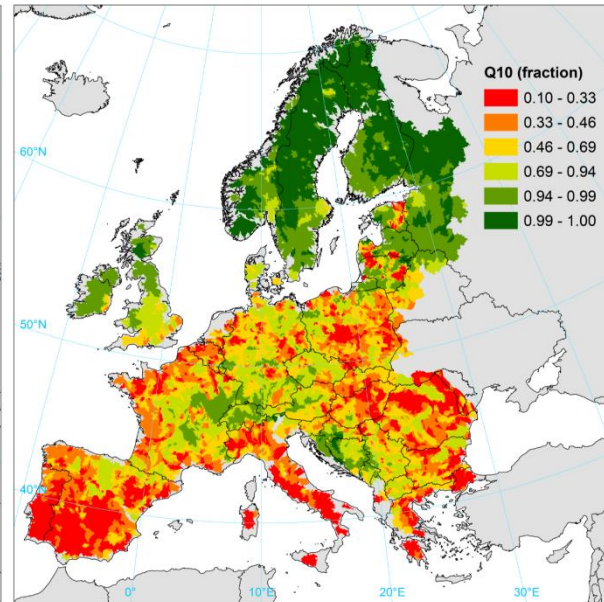 Q10 (fraction)
0.10 - 0.33
0.33 - 0.46
0.46 - 0.69
0.69 - 0.94
0.94 - 0.99
0.99 - 1.00
60°N
50°N
40°N
0°
10°E
20°E
30°E